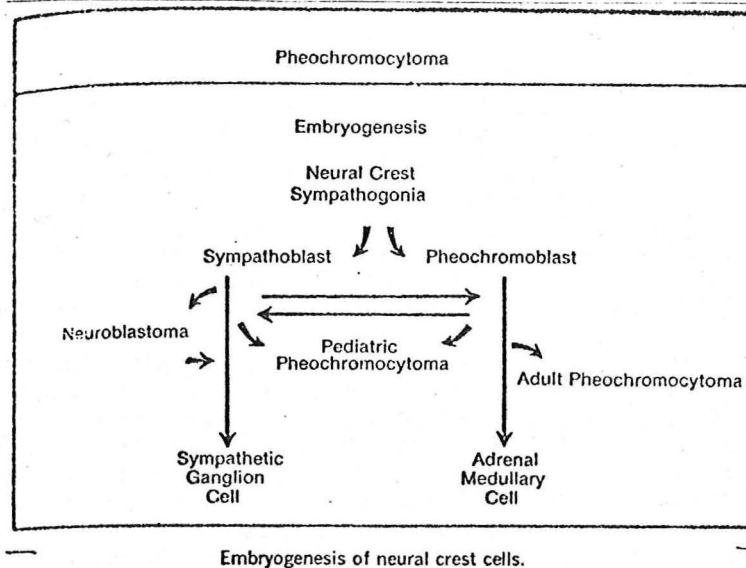 Pheochromocytoma
Embryogenesis
Neural Crest
Sympathogonia
Sympathoblast
Pheochromoblast
Neuroblastoma
Pediatric
Pheochromocytoma
Adult Pheochromocytoma
Sympathetic
Ganglion
Cell
Adrenal
Medullary
Cell
Embryogenesis of neural crest cells.